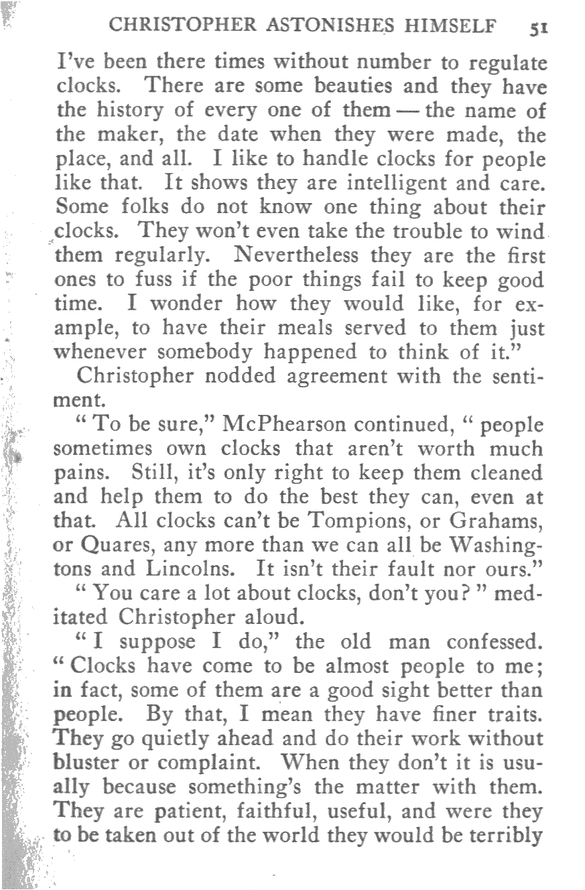 CHRISTOPHER ASTONISHES HIMSELF 51
I've been there times without number to regulate
clocks. There are some beauties and they have
the history of every one of them — the name of
the maker, the date when they were made, the
place, and all. I like to handle clocks for people
like that. It shows they are intelligent and care.
Some folks do not know one thing about their
clocks. They won't even take the trouble to wind
them regularly. Nevertheless they are the first
ones to fuss if the poor things fail to keep good
time. I wonder how they would like, for ex-
ample, to have their meals served to them just
whenever somebody happened to think of it.”
Christopher nodded agreement with the senti-
ment.
“ To be sure,” McPhearson continued, “ people
sometimes own clocks that aren't worth much
pains. Still, it's only right to keep them cleaned
and help them to do the best they can, even at
that. All clocks can't be Tompions, or Grahams,
or Quares, any more than we can all be Washing-
tons and Lincolns. It isn't their fault nor ours.”
“ You care a lot about clocks, don't you? ” med-
itated Christopher aloud.
“ I suppose I do,” the old man confessed.
“ Clocks have come to be almost people to me;
in fact, some of them are a good sight better than
people. By that, I mean they have finer traits.
They go quietly ahead and do their work without
bluster or complaint. When they don't it is usu-
ally because something's the matter with them.
They are patient, faithful, useful, and were they
to be taken out of the world they would be terribly